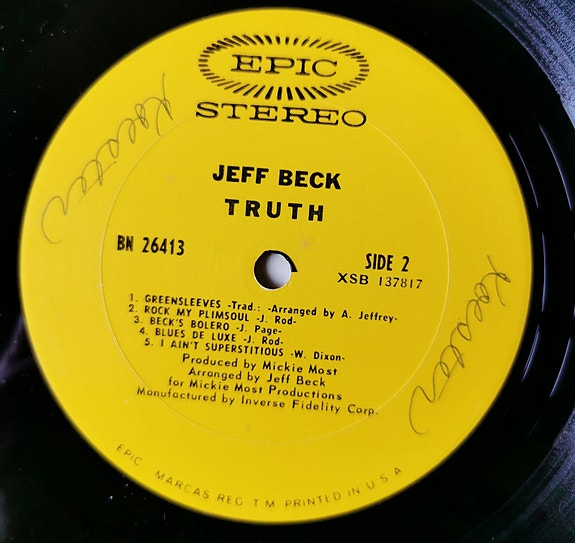 EPIC
STEREO
JEFF BECK
TRUTH
BN 26413
SIDE 2
XSB 137817
1. GREENSLEEVES -Trad.: -Arranged by A. Jeffrey-
2. ROCK MY PLIMSOUL -J. Rod-
3. BECK'S BOLERO -J. Page-
4. BLUES DE LUXE -J. Rod-
5. I AIN'T SUPERSTITIOUS -W. Dixon-
Produced by Mickie Most
Arranged by Jeff Beck
for Mickie Most Productions
Manufactured by Inverse Fidelity Corp.
EPIC MARCAS REG T M PRINTED IN U S A